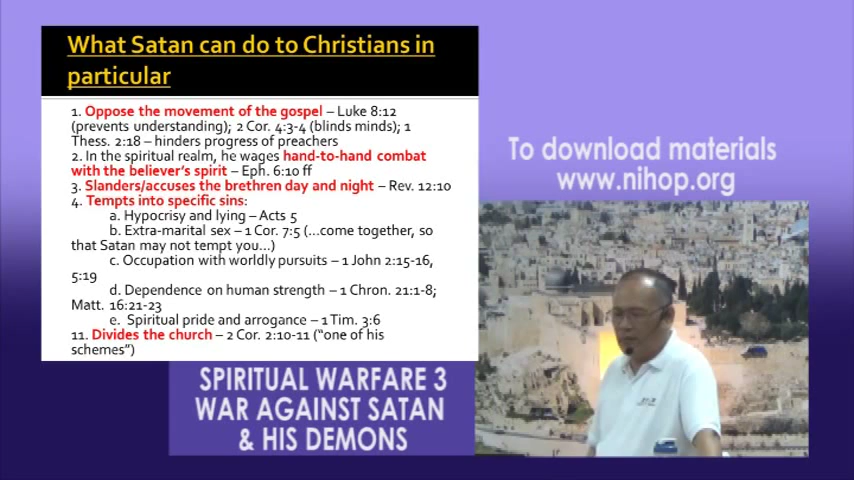 What Satan can do to Christians in
particular
1. Oppose the movement of the gospel – Luke 8:12
(prevents understanding); 2 Cor. 4:3-4 (blinds minds); 1
Thess. 2:18 – hinders progress of preachers
2. In the spiritual realm, he wages hand-to-hand combat
with the believer's spirit – Eph. 6:10 ff
3. Slanders/accuses the brethren day and night – Rev. 12:10
4. Tempts into specific sins:
a. Hypocrisy and lying – Acts 5
b. Extra-marital sex – 1 Cor. 7:5 (…come together, so
that Satan may not tempt you…)
c. Occupation with worldly pursuits – 1 John 2:15-16,
5:19
d. Dependence on human strength – 1 Chron. 21:1-8;
Matt. 16:21-23
e. Spiritual pride and arrogance – 1 Tim. 3:6
11. Divides the church – 2 Cor. 2:10-11 ("one of his
schemes")
To download materials
www.nihop.org
SPIRITUAL WARFARE 3
WAR AGAINST SATAN
& HIS DEMONS